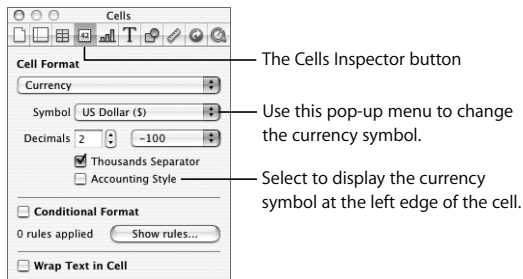 Cells
42
T
The Cells Inspector button
Cell Format
Currency
Symbol US Dollar ($)
Use this pop-up menu to change
the currency symbol.
Decimals 2 -100
Thousands Separator
Accounting Style
Select to display the currency
symbol at the left edge of the cell.
Conditional Format
0 rules applied Show rules...
Wrap Text in Cell